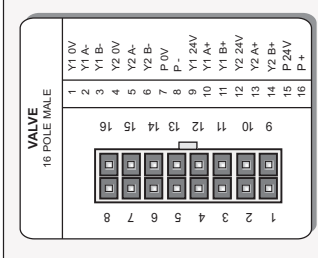 VALVE
16 POLE MALE
1 Y1 0V
2 Y1 A-
3 Y1 B-
4 Y2 0V
5 Y2 A-
6 Y2 B-
7 P 0V
8 P -
9 Y1 24V
10 Y1 A+
11 Y1 B+
12 Y2 24V
13 Y2 A+
14 Y2 B+
15 P 24V
16 P +
16 15 14 13 12 11 10 9
8 7 6 5 4 3 2 1